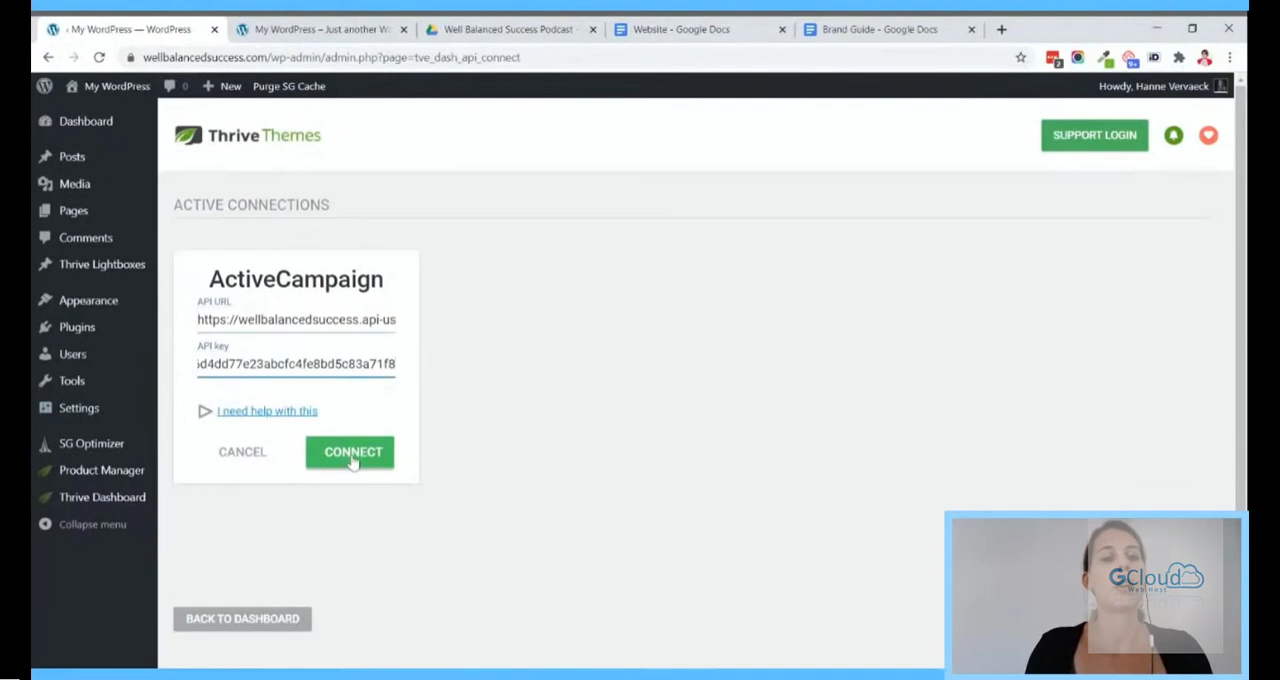 ‹ My WordPress — WordPress
My WordPress – Just another W
Well Balanced Success Podcast -
Website - Google Docs
Brand Guide - Google Docs
wellbalancedsuccess.com/wp-admin/admin.php?page=tve_dash_api_connect
2
9+
My WordPress
0
New
Purge SG Cache
Howdy, Hanne Vervaeck
Dashboard
Posts
Media
Pages
Comments
Thrive Lightboxes
Appearance
Plugins
Users
Tools
Settings
SG Optimizer
Product Manager
Thrive Dashboard
Collapse menu
Thrive Themes
SUPPORT LOGIN
ACTIVE CONNECTIONS
ActiveCampaign
API URL
https://wellbalancedsuccess.api-us
API key
d4dd77e23abcfc4fe8bd5c83a71f8
I need help with this
CANCEL
CONNECT
BACK TO DASHBOARD
GCloud
Web Host